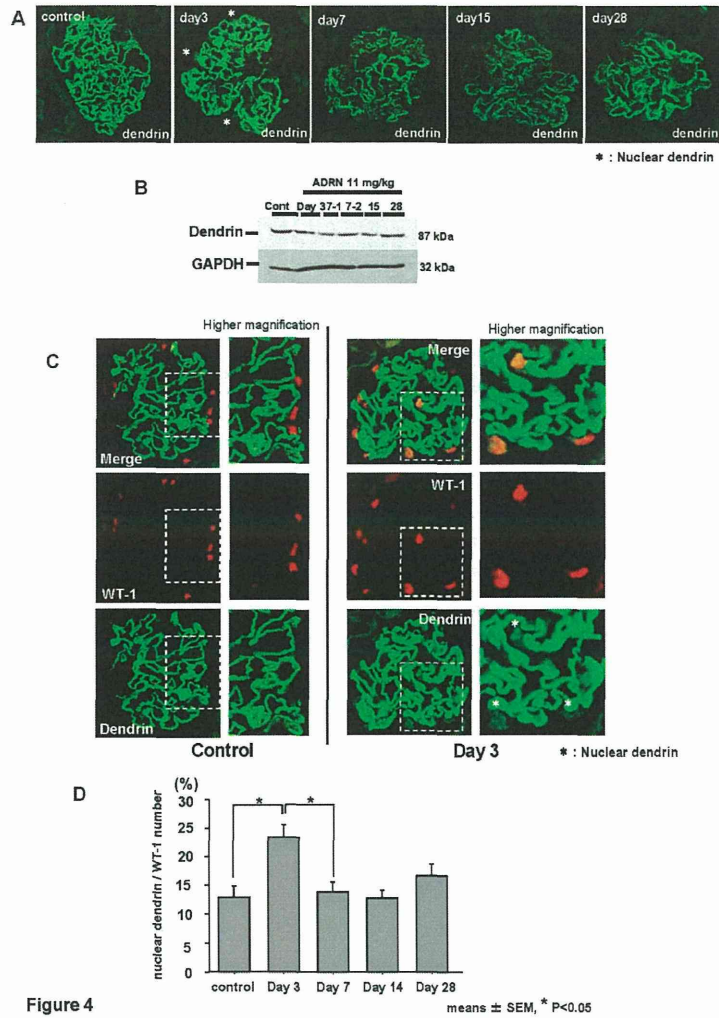 A
control
day3
day7
day15
day28
*
*
*
dendrin
dendrin
dendrin
dendrin
dendrin
* : Nuclear dendrin
B
ADRN 11 mg/kg
Cont Day 37-1 7-2 15 28
Dendrin
87 kDa
GAPDH
32 kDa
C
Higher magnification
Higher magnification
Merge
Merge
WT-1
WT-1
Dendrin
Dendrin
*
*
*
Control
Day 3
* : Nuclear dendrin
D
(%)
nuclear dendrin / WT-1 number
30
25
20
15
10
5
0
*
*
control Day 3 Day 7 Day 14 Day 28
Figure 4
means ± SEM, * P<0.05